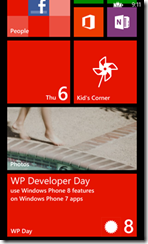 9:11
People
Thu 6
Kid's Corner
Photos
WP Developer Day
use Windows Phone 8 features
on Windows Phone 7 apps
WP Day
8